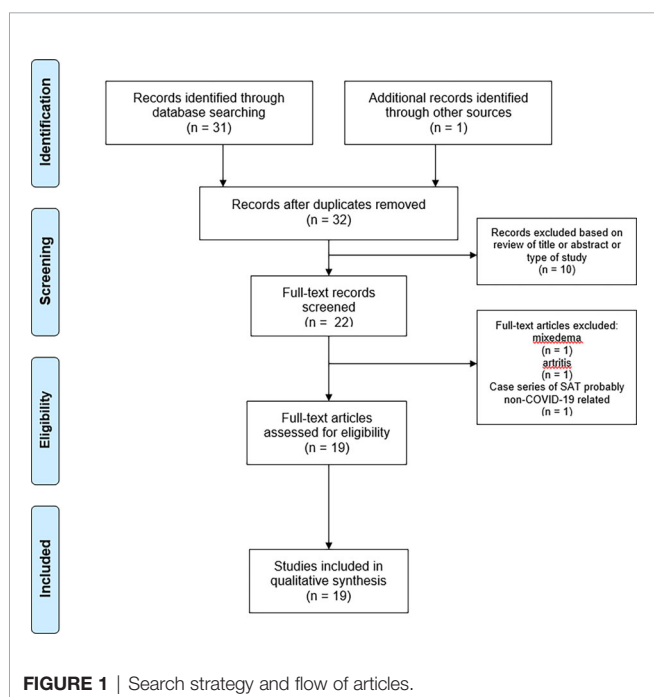 Identification
Records identified through
database searching
(n = 31)
Additional records identified
through other sources
(n = 1)
Records after duplicates removed
(n = 32)
Screening
Records excluded based on
review of title or abstract or
type of study
(n = 10)
Full-text records
screened
(n = 22)
Full-text articles excluded:
mixedema
(n = 1)
artritis
(n = 1)
Case series of SAT probably
non-COVID-19 related
(n = 1)
Eligibility
Full-text articles
assessed for eligibility
(n = 19)
Included
Studies included in
qualitative synthesis
(n = 19)
FIGURE 1 | Search strategy and flow of articles.